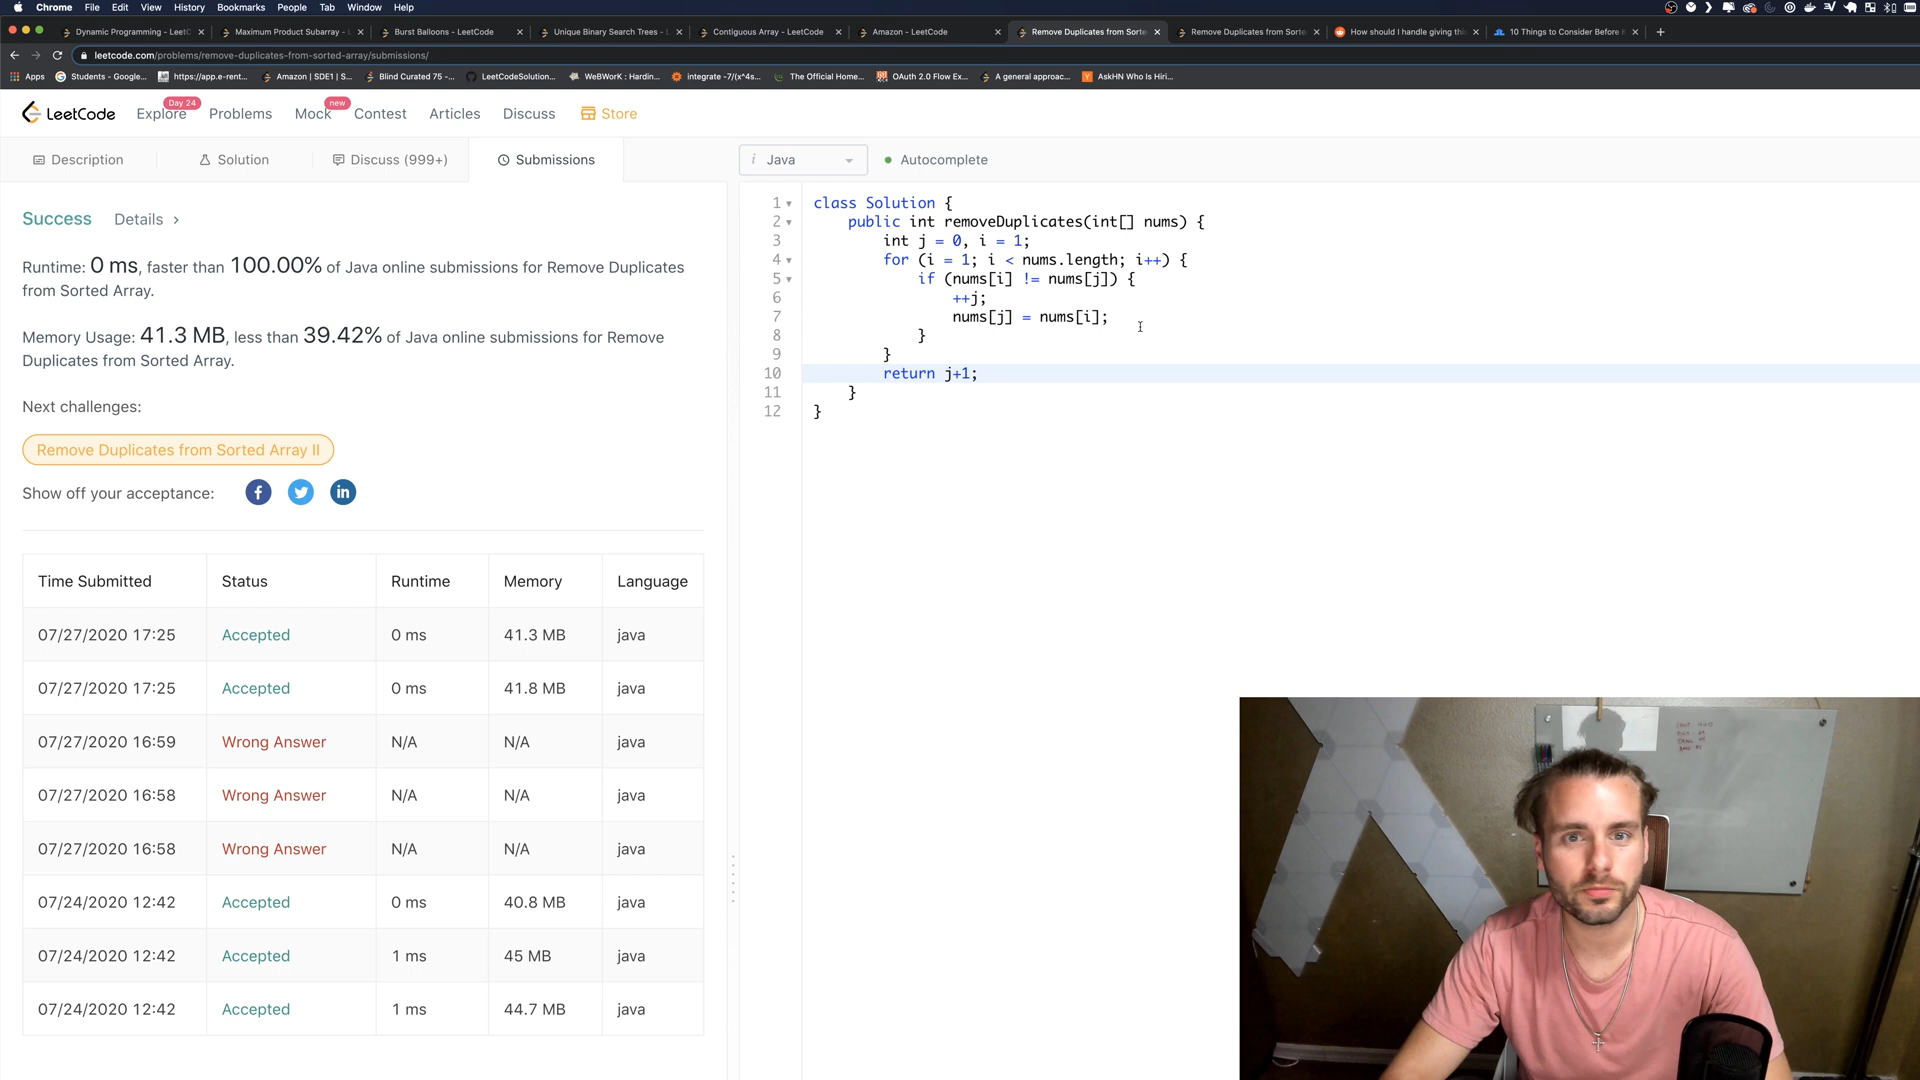 Chrome File Edit View History Bookmarks People Tab Window Help
Dynamic Programming - LeetC
Maximum Product Subarray - L
Burst Balloons - LeetCode
Unique Binary Search Trees - L
Contiguous Array - LeetCode
Amazon - LeetCode
Remove Duplicates from Sorte
Remove Duplicates from Sorte
How should I handle giving thi
10 Things to Consider Before
leetcode.com/problems/remove-duplicates-from-sorted-array/submissions/
Apps
Students - Google...
https://app.e-rent...
Amazon | SDE1 | S...
Blind Curated 75 -...
LeetCodeSolution...
WeBWorK : Hardin...
integrate -7/(x^4s...
The Official Home...
OAuth 2.0 Flow Ex...
A general approac...
AskHN Who Is Hiri...
LeetCode
Explore Day 24
Problems
Mock new
Contest
Articles
Discuss
Store
Description
Solution
Discuss (999+)
Submissions
i Java
Autocomplete
Success Details >
Runtime: 0 ms, faster than 100.00% of Java online submissions for Remove Duplicates
from Sorted Array.
Memory Usage: 41.3 MB, less than 39.42% of Java online submissions for Remove
Duplicates from Sorted Array.
Next challenges:
Remove Duplicates from Sorted Array II
Show off your acceptance:
Time Submitted Status Runtime Memory Language
07/27/2020 17:25 Accepted 0 ms 41.3 MB java
07/27/2020 17:25 Accepted 0 ms 41.8 MB java
07/27/2020 16:59 Wrong Answer N/A N/A java
07/27/2020 16:58 Wrong Answer N/A N/A java
07/27/2020 16:58 Wrong Answer N/A N/A java
07/24/2020 12:42 Accepted 0 ms 40.8 MB java
07/24/2020 12:42 Accepted 1 ms 45 MB java
07/24/2020 12:42 Accepted 1 ms 44.7 MB java
1 class Solution {
2 public int removeDuplicates(int[] nums) {
3 int j = 0, i = 1;
4 for (i = 1; i < nums.length; i++) {
5 if (nums[i] != nums[j]) {
6 ++j;
7 nums[j] = nums[i];
8 }
9 }
10 return j+1;
11 }
12 }